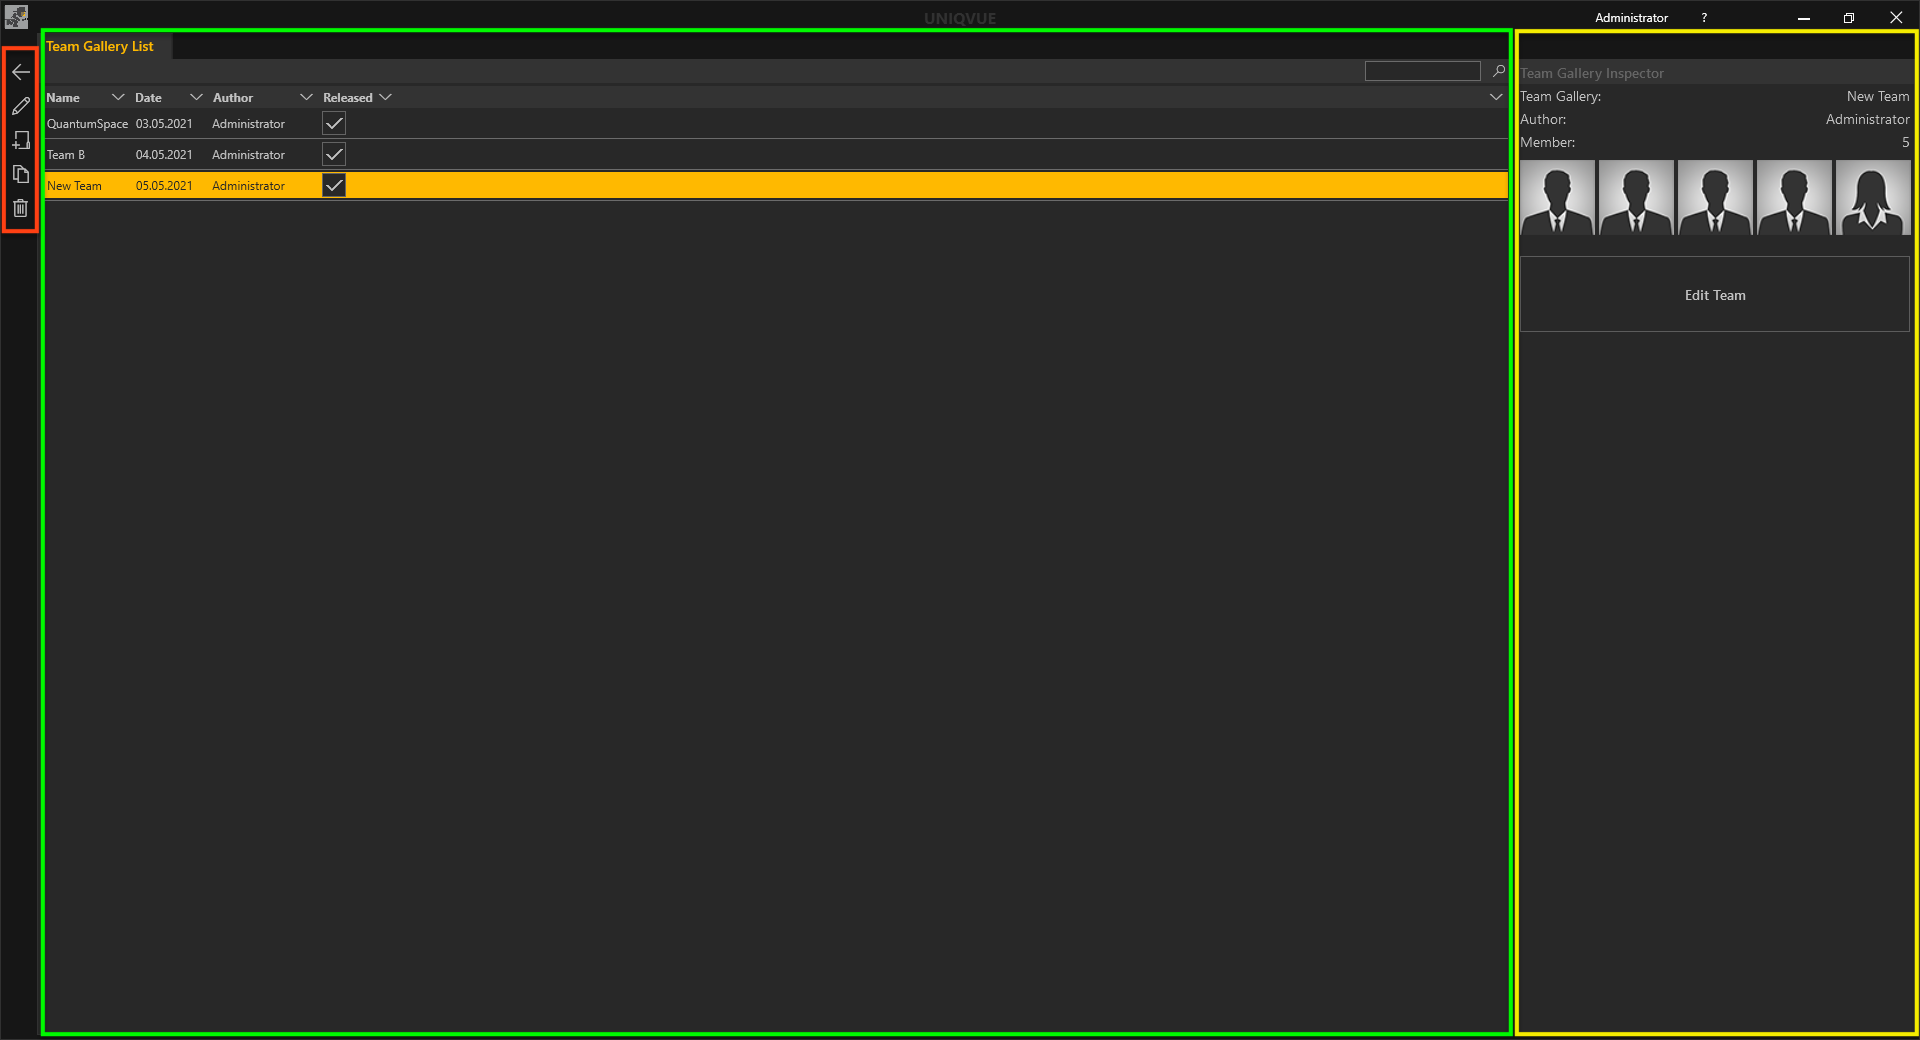 UNIQVUE
Administrator ?
Team Gallery List
Name Date Author Released
QuantumSpace 03.05.2021 Administrator
Team B 04.05.2021 Administrator
New Team 05.05.2021 Administrator
Team Gallery Inspector
Team Gallery: New Team
Author: Administrator
Member: 5
Edit Team